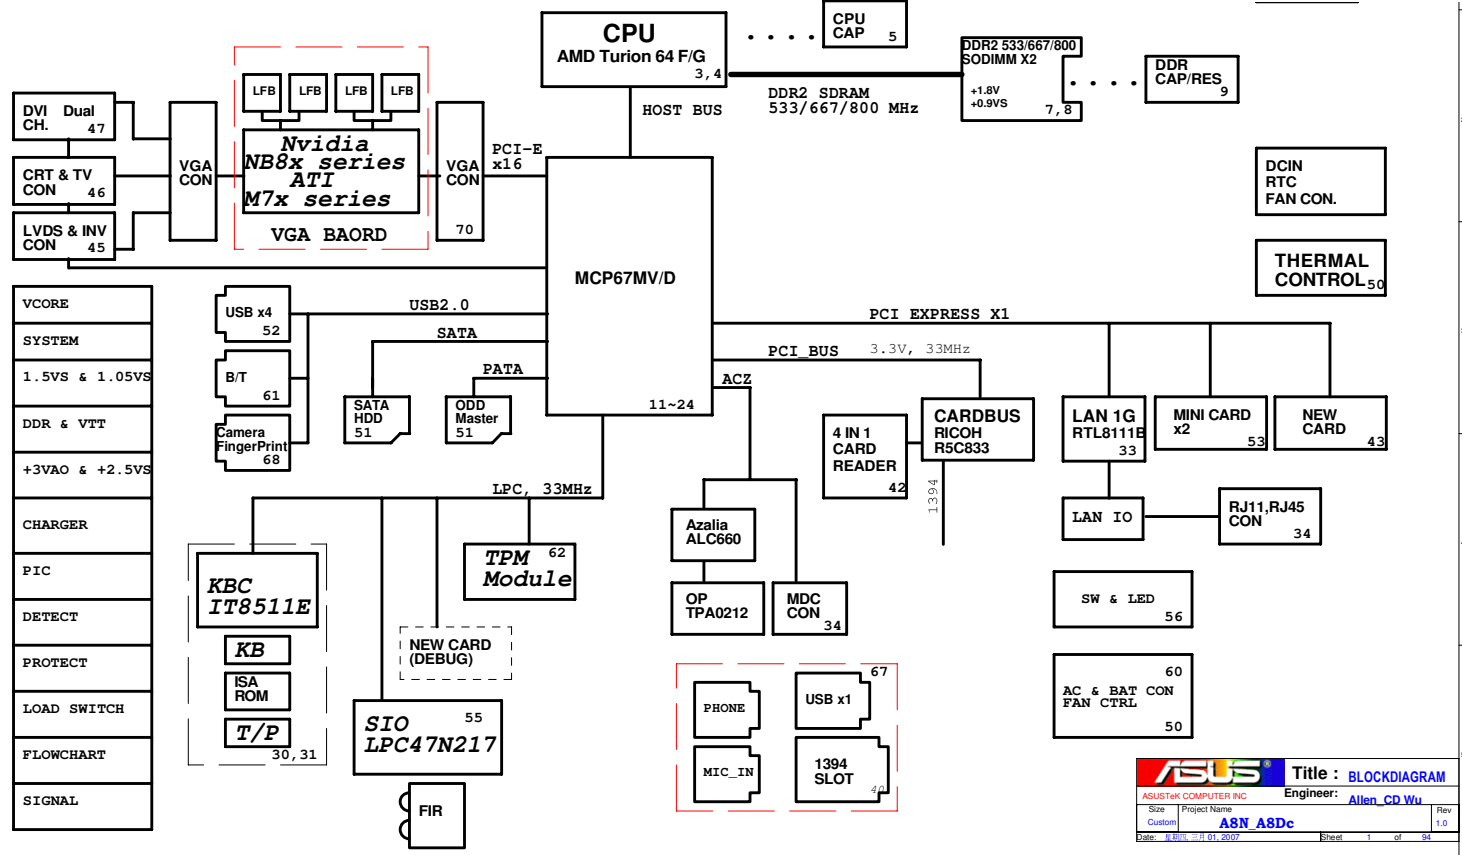 CPU
AMD Turion 64 F/G
3,4
CPU
CAP
5
DDR2 533/667/800
SODIMM X2
+1.8V
+0.9VS
7,8
DDR
CAP/RES
9
DDR2 SDRAM
533/667/800 MHz
HOST BUS
LFB
LFB
LFB
LFB
DVI Dual
CH.
47
CRT & TV
CON
46
LVDS & INV
CON
45
VGA
CON
Nvidia
NB8x series
ATI
M7x series
VGA BAORD
VGA
CON
70
PCI-E
x16
MCP67MV/D
11~24
DCIN
RTC
FAN CON.
THERMAL
CONTROL
50
VCORE
SYSTEM
1.5VS & 1.05VS
DDR & VTT
+3VAO & +2.5VS
CHARGER
PIC
DETECT
PROTECT
LOAD SWITCH
FLOWCHART
SIGNAL
USB x4
52
B/T
61
Camera
FingerPrint
68
USB2.0
SATA
PATA
SATA
HDD
51
ODD
Master
51
PCI EXPRESS X1
PCI_BUS
3.3V, 33MHz
ACZ
4 IN 1
CARD
READER
42
CARDBUS
RICOH
R5C833
1394
LAN 1G
RTL8111B
33
MINI CARD
x2
53
NEW
CARD
43
LAN IO
RJ11,RJ45
CON
34
LPC, 33MHz
KBC
IT8511E
KB
ISA
ROM
T/P
30,31
TPM
Module
62
NEW CARD
(DEBUG)
SIO
LPC47N217
55
FIR
Azalia
ALC660
OP
TPA0212
MDC
CON
34
PHONE
MIC_IN
67
USB x1
1394
SLOT
40
SW & LED
56
60
AC & BAT CON
FAN CTRL
50
ASUS®
ASUSTeK COMPUTER INC
Title : BLOCKDIAGRAM
Engineer: Allen_CD Wu
Size
Custom
Project Name
A8N_A8Dc
Rev
1.0
Date: 星期四, 三月 01, 2007
Sheet 1 of 94